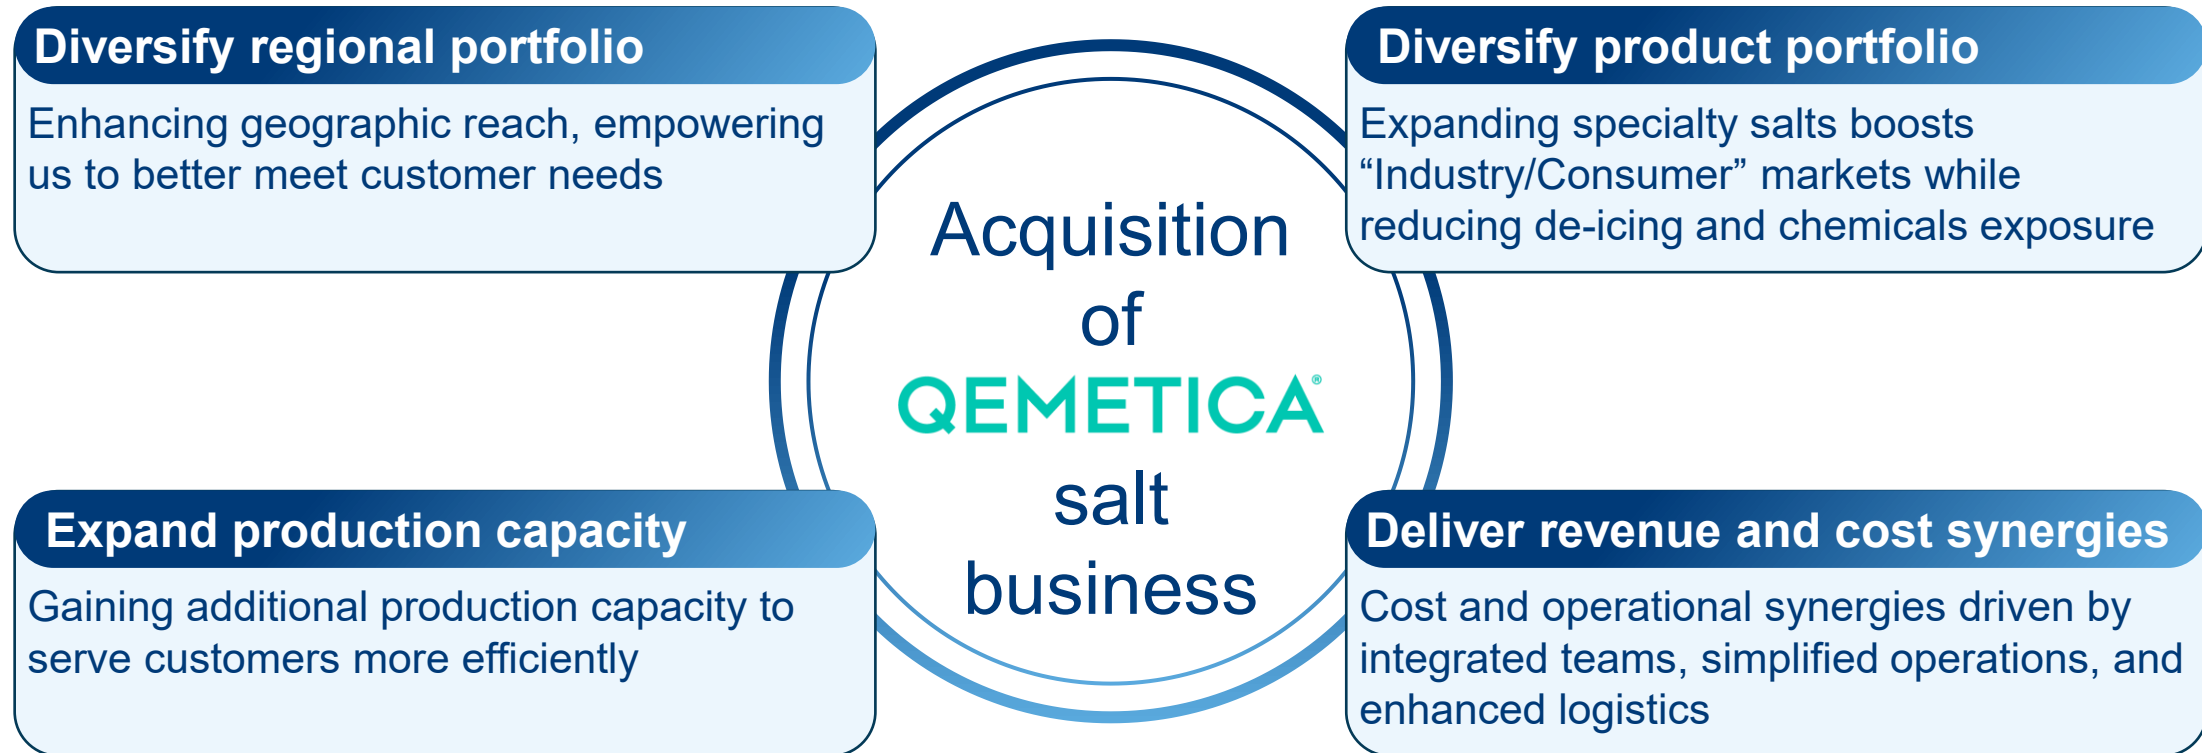 Diversify regional portfolio
Enhancing geographic reach, empowering
us to better meet customer needs
Diversify product portfolio
Expanding specialty salts boosts
“Industry/Consumer” markets while
reducing de-icing and chemicals exposure
Acquisition
of
QEMETICA®
salt
business
Expand production capacity
Gaining additional production capacity to
serve customers more efficiently
Deliver revenue and cost synergies
Cost and operational synergies driven by
integrated teams, simplified operations, and
enhanced logistics